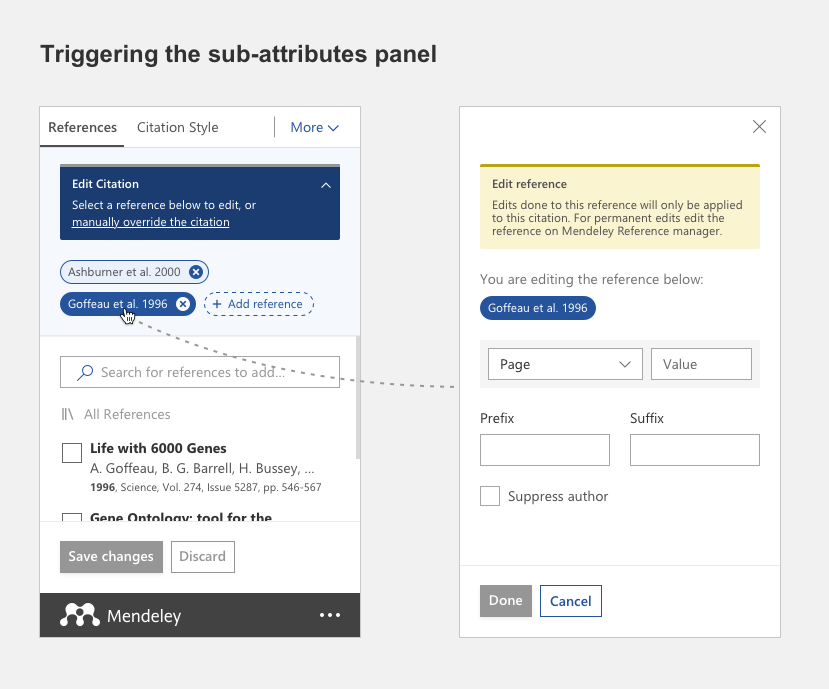 Triggering the sub-attributes panel
References
Citation Style
More
Edit Citation
Select a reference below to edit, or
manually override the citation
Ashburner et al. 2000
Goffeau et al. 1996
+ Add reference
Search for references to add...
All References
Life with 6000 Genes
A. Goffeau, B. G. Barrell, H. Bussey, ...
1996, Science, Vol. 274, Issue 5287, pp. 546-567
Gene Ontology: tool for the
Save changes
Discard
Mendeley
Edit reference
Edits done to this reference will only be applied
to this citation. For permanent edits edit the
reference on Mendeley Reference manager.
You are editing the reference below:
Goffeau et al. 1996
Page
Value
Prefix
Suffix
Suppress author
Done
Cancel